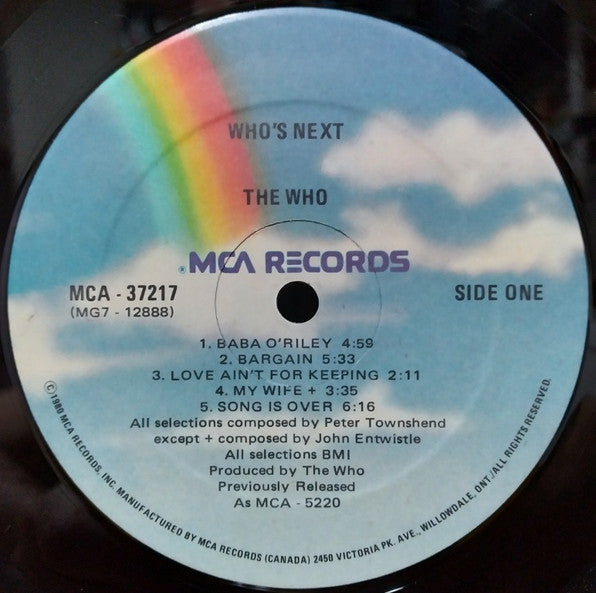 WHO'S NEXT
THE WHO
® MCA RECORDS
MCA - 37217
(MG7 - 12888)
SIDE ONE
1. BABA O'RILEY 4:59
2. BARGAIN 5:33
3. LOVE AIN'T FOR KEEPING 2:11
4. MY WIFE + 3:35
5. SONG IS OVER 6:16
All selections composed by Peter Townshend
except + composed by John Entwistle
All selections BMI
Produced by The Who
Previously Released
As MCA - 5220
©1980 MCA RECORDS, INC. MANUFACTURED BY MCA RECORDS (CANADA) 2450 VICTORIA PK. AVE., WILLOWDALE, ONT./ALL RIGHTS RESERVED.